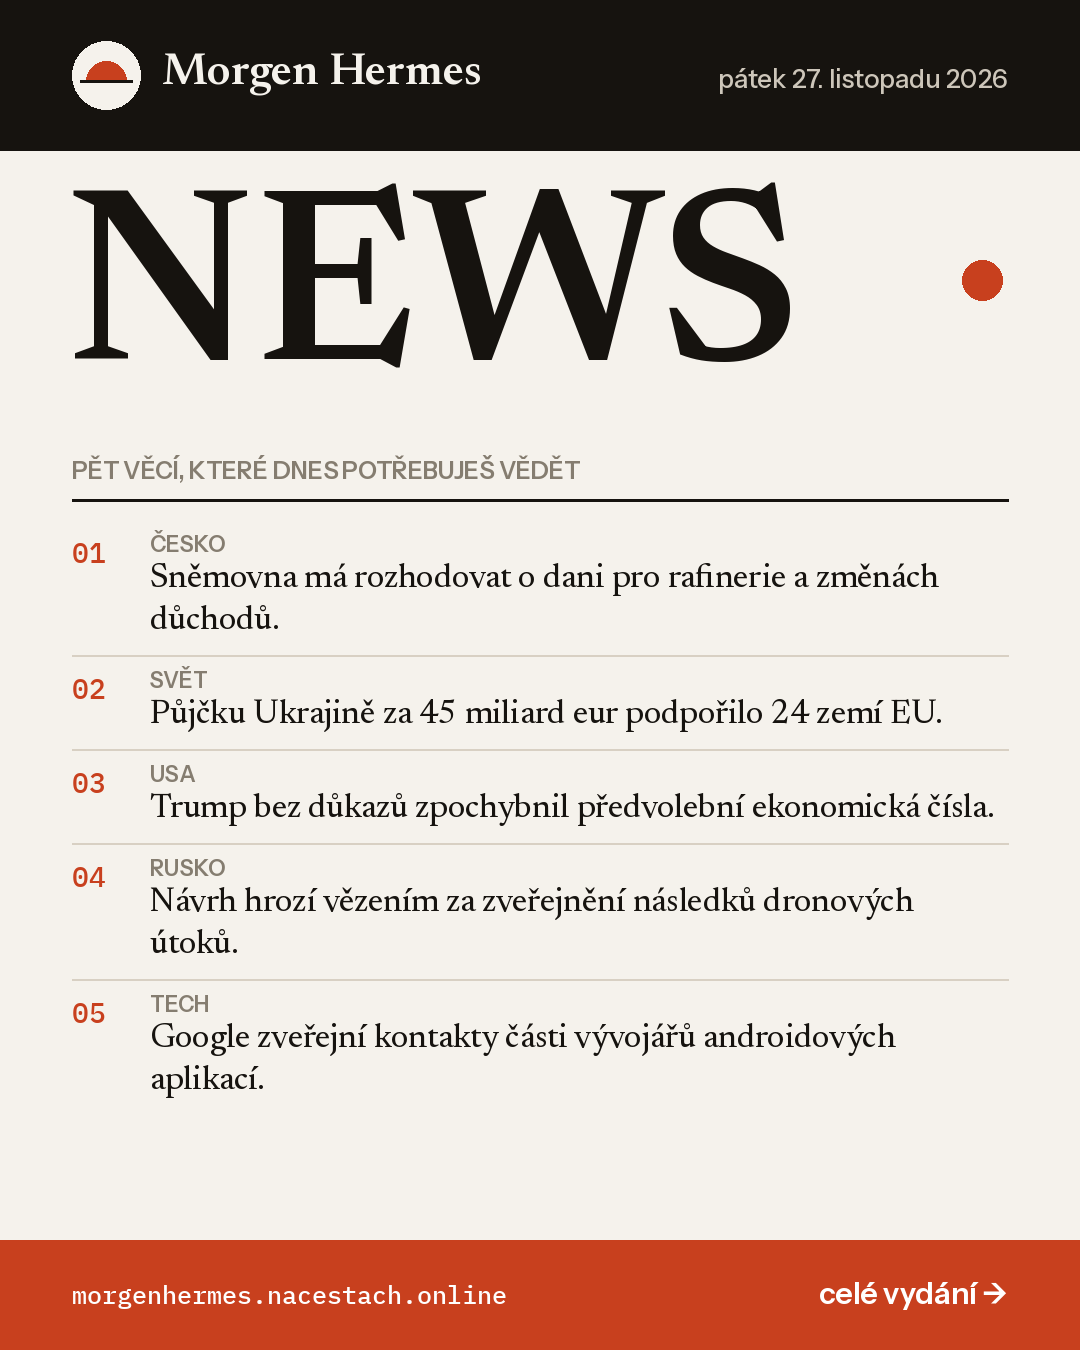 Morgen Hermes
pátek 27. listopadu 2026
NEWS
PĚT VĚCÍ, KTERÉ DNES POTŘEBUJEŠ VĚDĚT
01
ČESKO
Sněmovna má rozhodovat o dani pro rafinerie a změnách
důchodů.
02
SVĚT
Půjčku Ukrajině za 45 miliard eur podpořilo 24 zemí EU.
03
USA
Trump bez důkazů zpochybnil předvolební ekonomická čísla.
04
RUSKO
Návrh hrozí vězením za zveřejnění následků dronových
útoků.
05
TECH
Google zveřejní kontakty části vývojářů androidových
aplikací.
morgenhermes.nacestach.online
celé vydání →